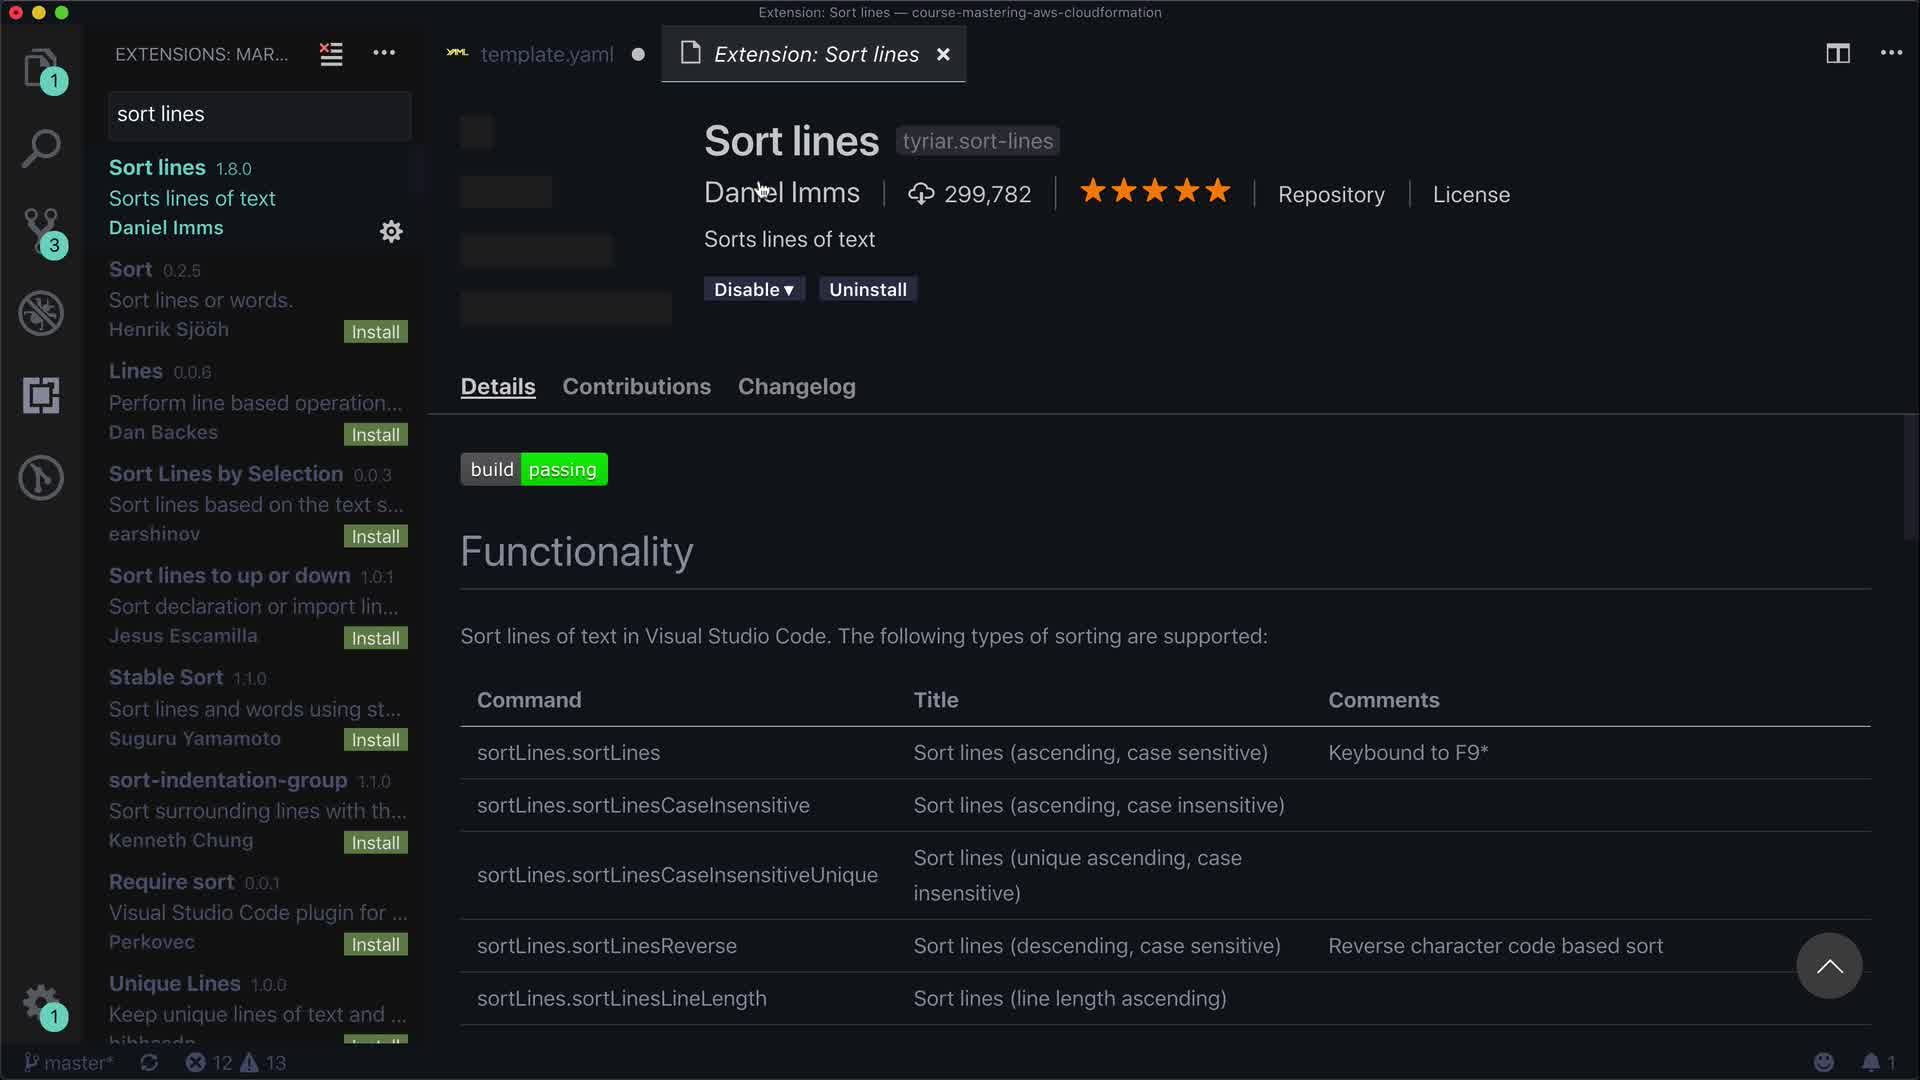 Extension: Sort lines — course-mastering-aws-cloudformation
EXTENSIONS: MAR...
YAML template.yaml
Extension: Sort lines
1
sort lines
Sort lines 1.8.0
Sorts lines of text
Daniel Imms
Sort 0.2.5
Sort lines or words.
Henrik Sjööh
Install
Lines 0.0.6
Perform line based operation...
Dan Backes
Install
Sort Lines by Selection 0.0.3
Sort lines based on the text s...
earshinov
Install
Sort lines to up or down 1.0.1
Sort declaration or import lin...
Jesus Escamilla
Install
Stable Sort 1.1.0
Sort lines and words using st...
Suguru Yamamoto
Install
sort-indentation-group 1.1.0
Sort surrounding lines with th...
Kenneth Chung
Install
Require sort 0.0.1
Visual Studio Code plugin for ...
Perkovec
Install
Unique Lines 1.0.0
Keep unique lines of text and ...
3
1
Sort lines tyriar.sort-lines
Daniel Imms 299,782 Repository License
Sorts lines of text
Disable Uninstall
Details Contributions Changelog
build passing
Functionality
Sort lines of text in Visual Studio Code. The following types of sorting are supported:
Command Title Comments
sortLines.sortLines Sort lines (ascending, case sensitive) Keybound to F9*
sortLines.sortLinesCaseInsensitive Sort lines (ascending, case insensitive)
sortLines.sortLinesCaseInsensitiveUnique Sort lines (unique ascending, case
insensitive)
sortLines.sortLinesReverse Sort lines (descending, case sensitive) Reverse character code based sort
sortLines.sortLinesLineLength Sort lines (line length ascending)
master* 12 13 1